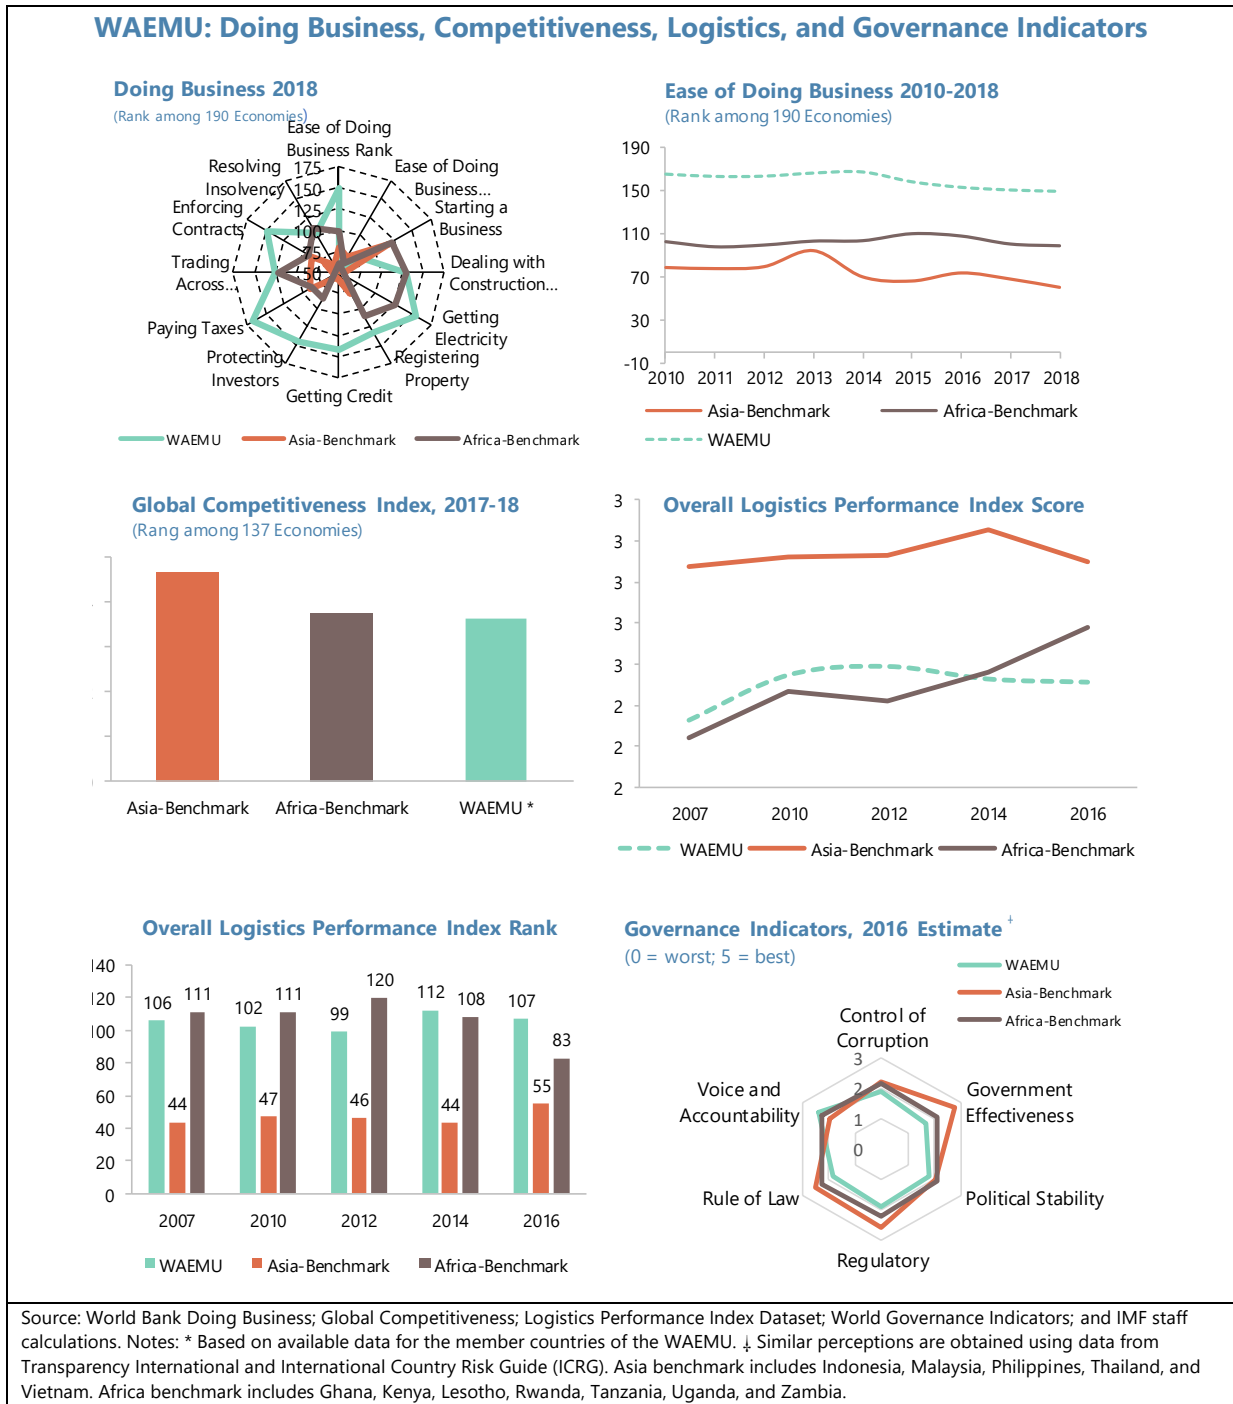 WAEMU: Doing Business, Competitiveness, Logistics, and Governance Indicators
Doing Business 2018
(Rank among 190 Economies)
Ease of Doing
Business Rank
Ease of Doing
Business...
Starting a
Business
Dealing with
Construction...
Getting
Electricity
Registering
Property
Getting Credit
Protecting
Investors
Paying Taxes
Trading
Across..
Enforcing
Contracts
Resolving
Insolvency
175
150
125
100
75
50
WAEMU
Asia-Benchmark
Africa-Benchmark
Ease of Doing Business 2010-2018
(Rank among 190 Economies)
190
150
110
70
30
-10
2010 2011 2012 2013 2014 2015 2016 2017 2018
Asia-Benchmark
Africa-Benchmark
WAEMU
Global Competitiveness Index, 2017-18
(Rang among 137 Economies)
Asia-Benchmark
Africa-Benchmark
WAEMU *
Overall Logistics Performance Index Score
3
3
3
3
3
2
2
2
2007 2010 2012 2014 2016
WAEMU
Asia-Benchmark
Africa-Benchmark
Overall Logistics Performance Index Rank
140
120
100
80
60
40
20
0
106 44 111
102 47 111
99 46 120
112 44 108
107 55 83
2007 2010 2012 2014 2016
WAEMU
Asia-Benchmark
Africa-Benchmark
Governance Indicators, 2016 Estimate ⸸
(0 = worst; 5 = best)
WAEMU
Asia-Benchmark
Africa-Benchmark
Control of
Corruption
Government
Effectiveness
Political Stability
Regulatory
Rule of Law
Voice and
Accountability
3
2
1
0
Source: World Bank Doing Business; Global Competitiveness; Logistics Performance Index Dataset; World Governance Indicators; and IMF staff
calculations. Notes: * Based on available data for the member countries of the WAEMU. ⸸ Similar perceptions are obtained using data from
Transparency International and International Country Risk Guide (ICRG). Asia benchmark includes Indonesia, Malaysia, Philippines, Thailand, and
Vietnam. Africa benchmark includes Ghana, Kenya, Lesotho, Rwanda, Tanzania, Uganda, and Zambia.